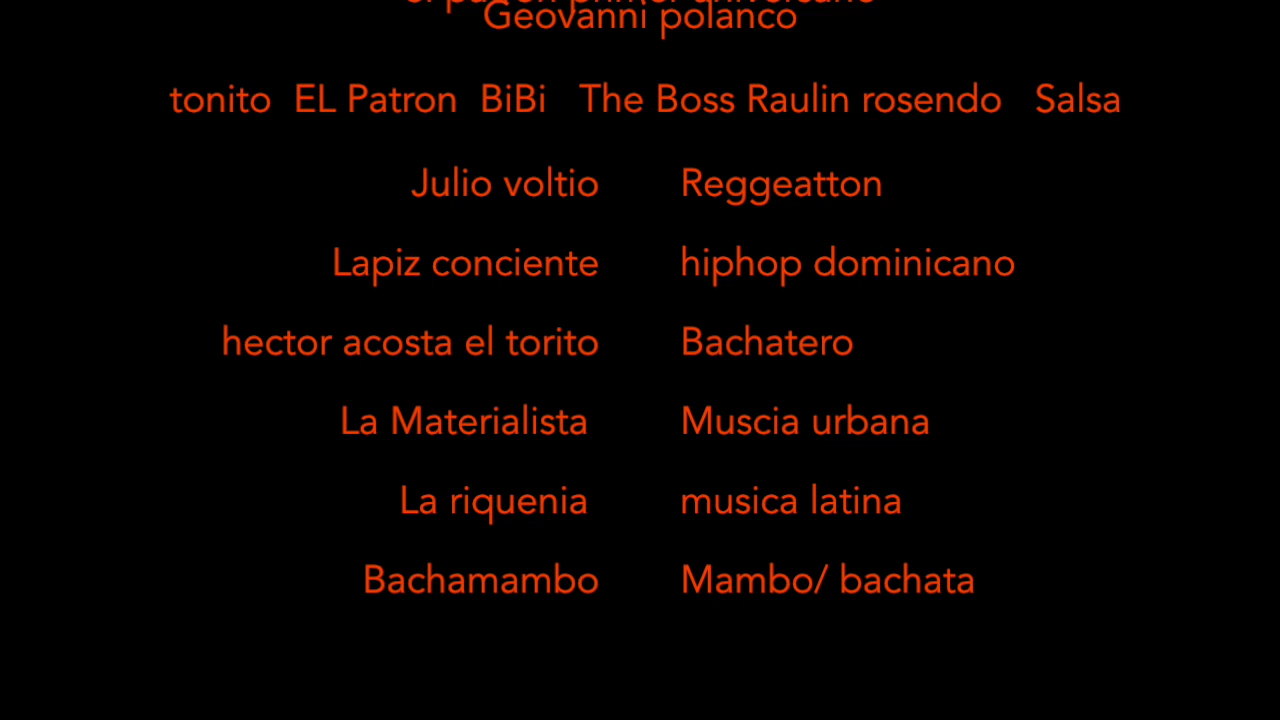 Geovanni polanco
tonito EL Patron BiBi The Boss Raulin rosendo Salsa
Julio voltio Reggeatton
Lapiz conciente hiphop dominicano
hector acosta el torito Bachatero
La Materialista Muscia urbana
La riquenia musica latina
Bachamambo Mambo/ bachata